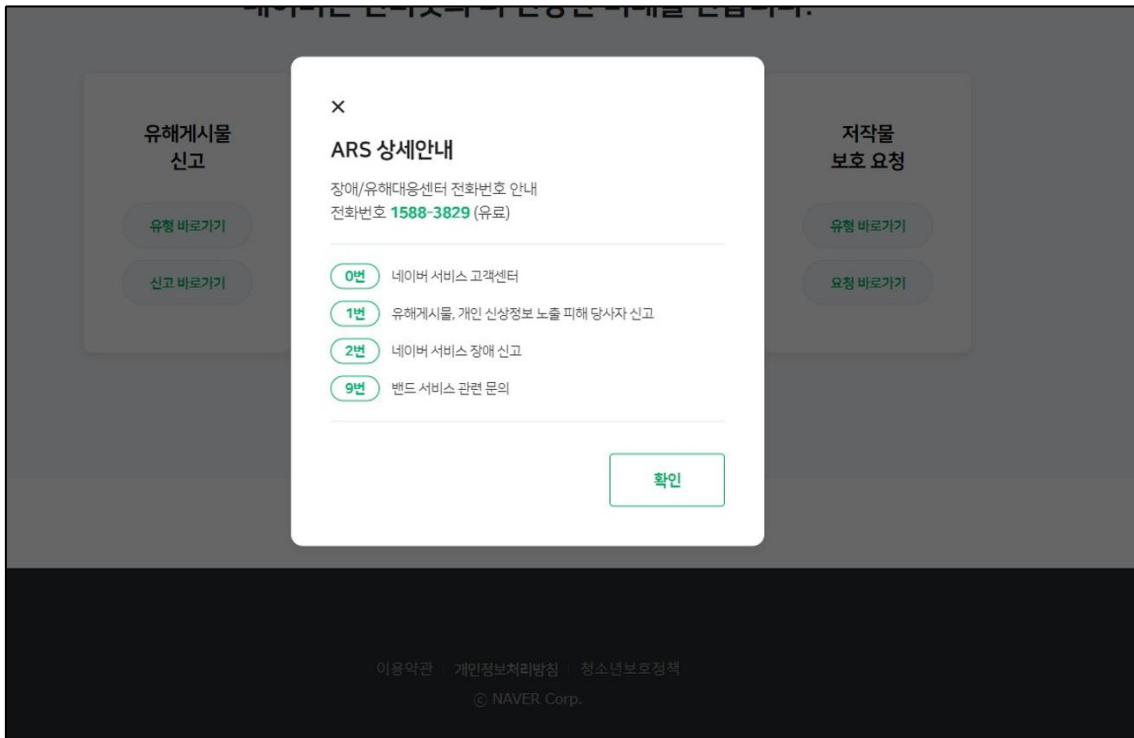 유해게시물
신고
유형 바로가기
신고 바로가기
×
ARS 상세안내
장애/유해대응센터 전화번호 안내
전화번호 1588-3829 (유료)
0번 네이버 서비스 고객센터
1번 유해게시물, 개인 신상정보 노출 피해 당사자 신고
2번 네이버 서비스 장애 신고
9번 밴드 서비스 관련 문의
확인
저작물
보호 요청
유형 바로가기
요청 바로가기
이용약관 | 개인정보처리방침 | 청소년보호정책
ⓒ NAVER Corp.